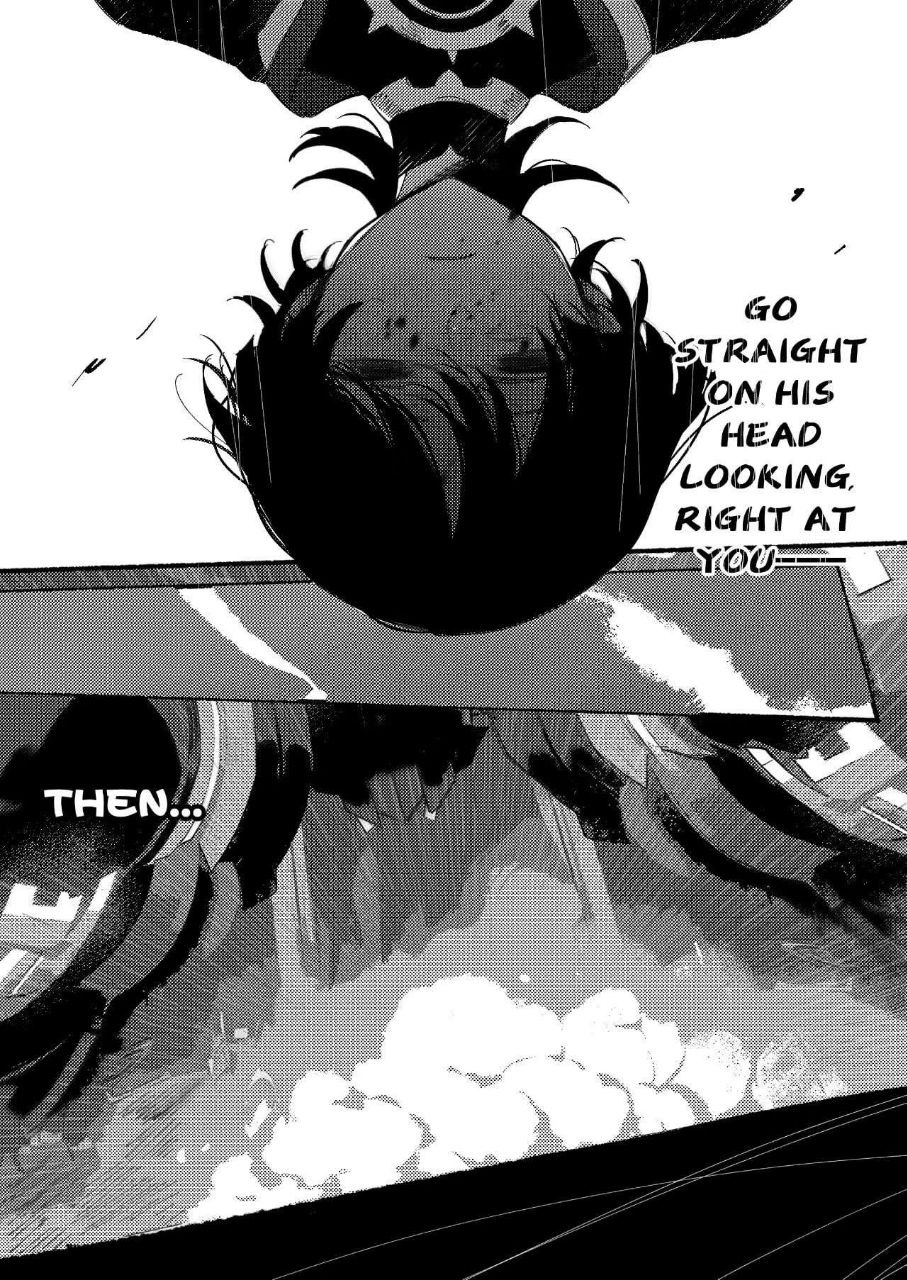 GO
STRAIGHT
ON HIS
HEAD
LOOKING,
RIGHT AT
YOU----
THEN...